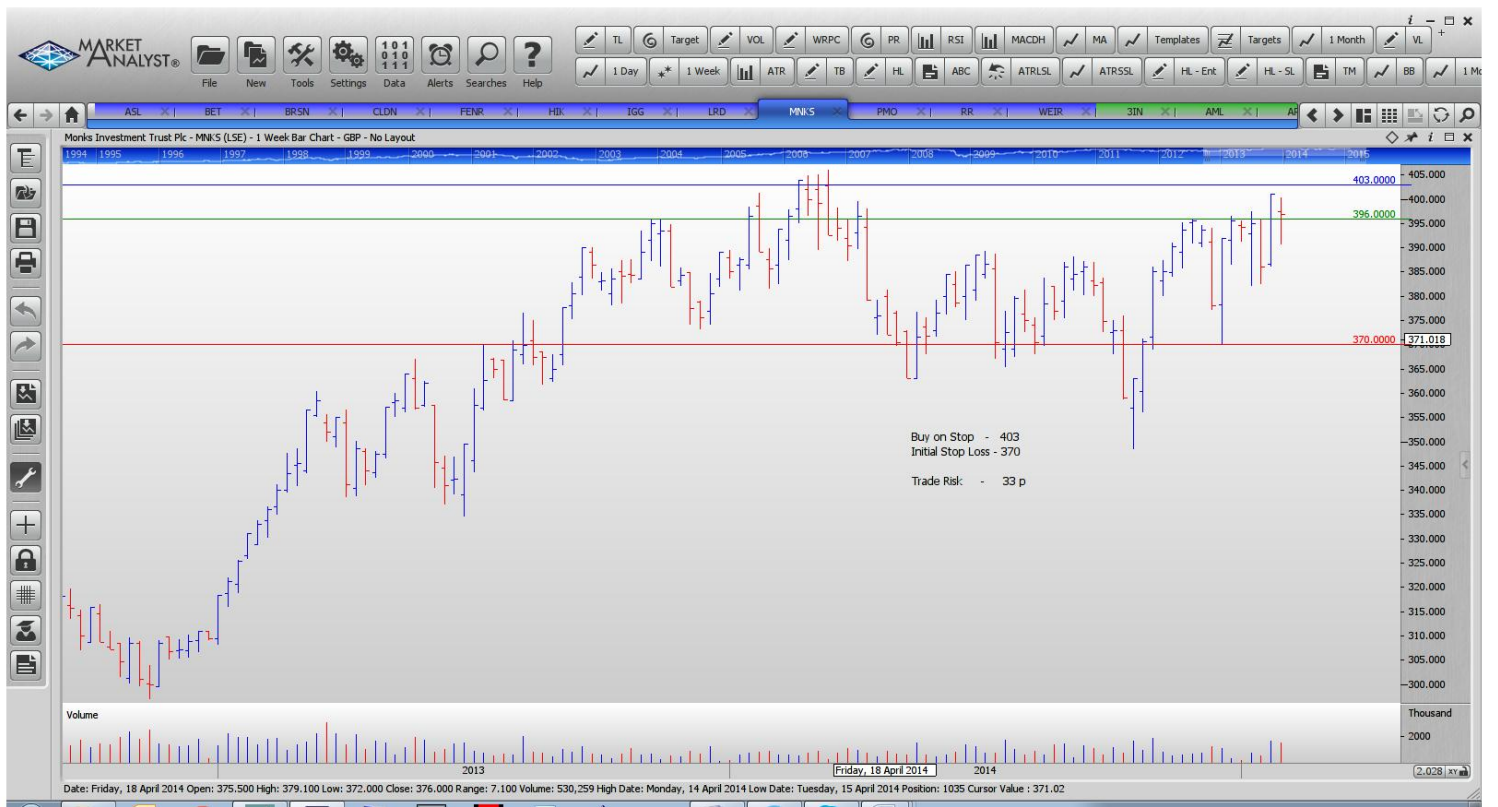 MARKET
ANALYST®
File
New
Tools
Settings
Data
Alerts
Searches
Help
TL
Target
VOL
WRPC
PR
RSI
MACDH
MA
Templates
Targets
1 Month
VL
1 Day
1 Week
ATR
TB
HL
ABC
ATRLSL
ATRSSL
HL - Ent
HL - SL
TM
BB
ASL
BET
BRSN
CLDN
FENR
HIK
IGG
LRD
MNKS
PMO
RR
WEIR
3IN
AML
Monks Investment Trust Plc - MNKS (LSE) - 1 Week Bar Chart - GBP - No Layout
1994 1995 1996 1997 1998 1999 2000 2001 2002 2003 2004 2005 2006 2007 2008 2009 2010 2011 2012 2013 2014 2015
403.0000
405.000
400.000
396.0000
395.000
390.000
385.000
380.000
375.000
370.0000
371.018
365.000
360.000
355.000
350.000
345.000
340.000
335.000
330.000
325.000
320.000
315.000
310.000
305.000
300.000
Buy on Stop - 403
Initial Stop Loss - 370
Trade Risk - 33 p
Volume
Thousand
2000
2013
Friday, 18 April 2014
2014
2.028 XY
Date: Friday, 18 April 2014 Open: 375.500 High: 379.100 Low: 372.000 Close: 376.000 Range: 7.100 Volume: 530,259 High Date: Monday, 14 April 2014 Low Date: Tuesday, 15 April 2014 Position: 1035 Cursor Value : 371.02